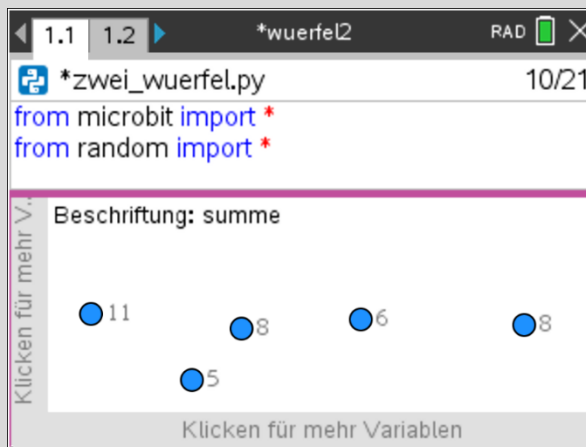 1.1 1.2 *wuerfel2 RAD
*zwei_wuerfel.py 10/21
from microbit import *
from random import *
Klicken für mehr V..
Beschriftung: summe
11
8
6
8
5
Klicken für mehr Variablen